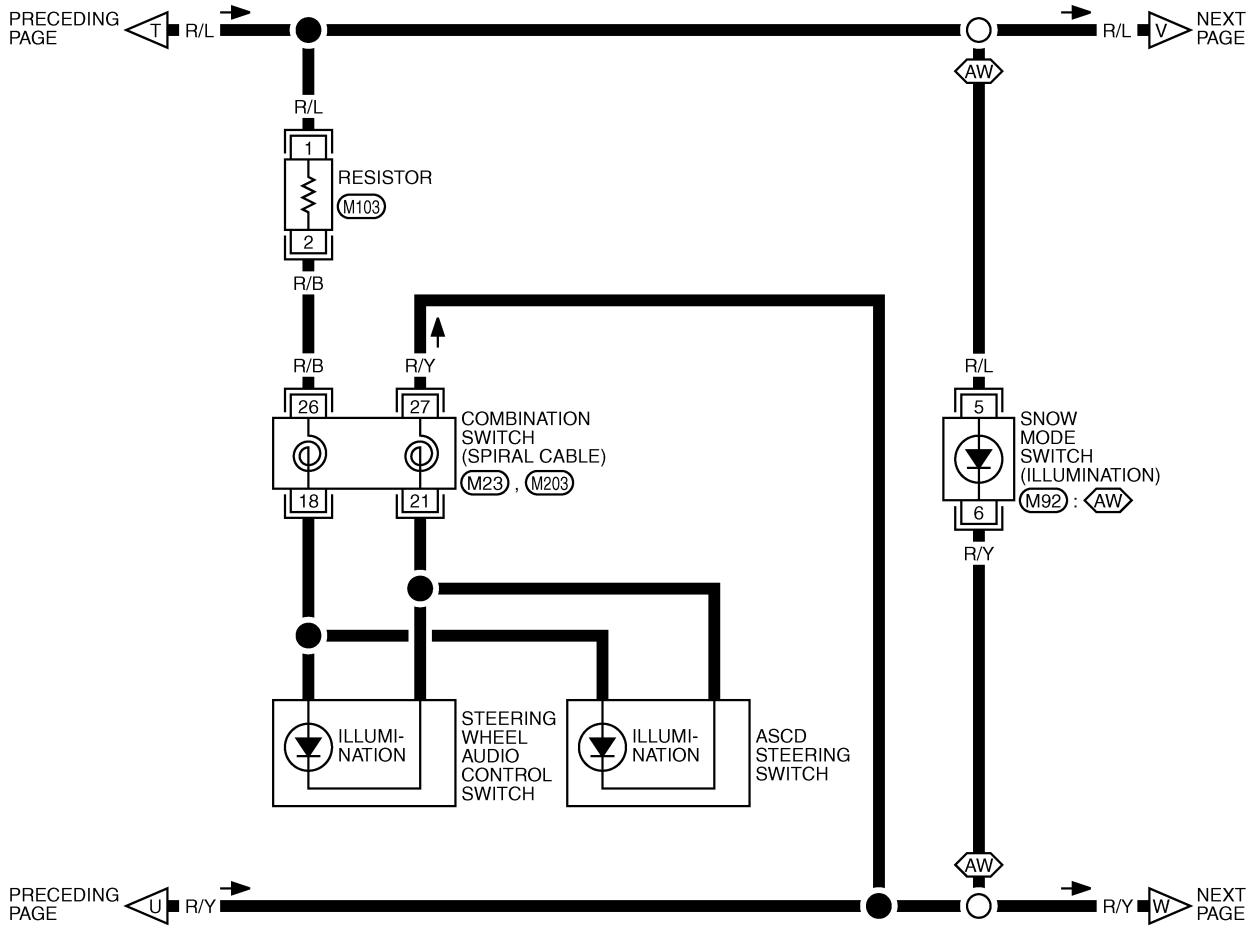 PRECEDING
PAGE
T
R/L
R/L
V
NEXT
PAGE
AW
R/L
1
RESISTOR
M103
2
R/B
R/B
R/Y
R/L
26
27
COMBINATION
SWITCH
(SPIRAL CABLE)
M23 , M203
18
21
5
SNOW
MODE
SWITCH
(ILLUMINATION)
M92 : AW
6
R/Y
ILLUMI-
NATION
STEERING
WHEEL
AUDIO
CONTROL
SWITCH
ILLUMI-
NATION
ASCD
STEERING
SWITCH
AW
PRECEDING
PAGE
U
R/Y
R/Y
W
NEXT
PAGE